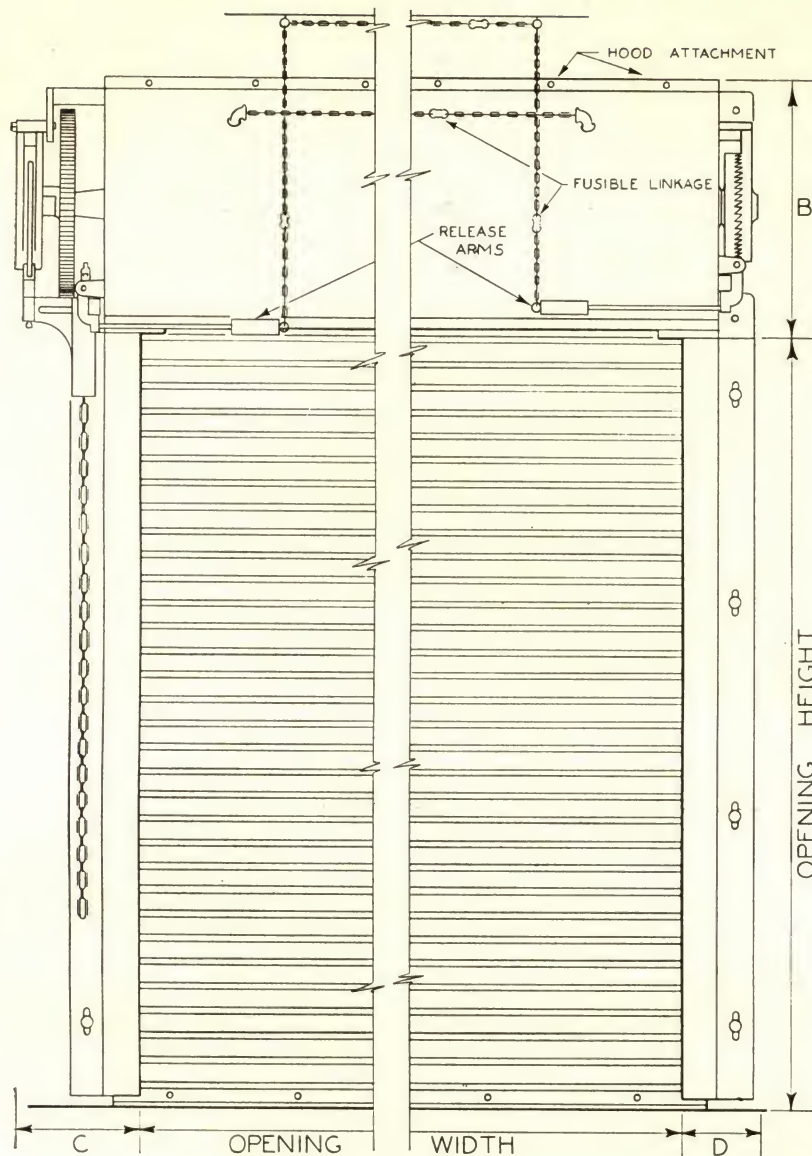 HOOD ATTACHMENT
FUSIBLE LINKAGE
B
RELEASE
ARMS
OPENING HEIGHT
C
OPENING WIDTH
D